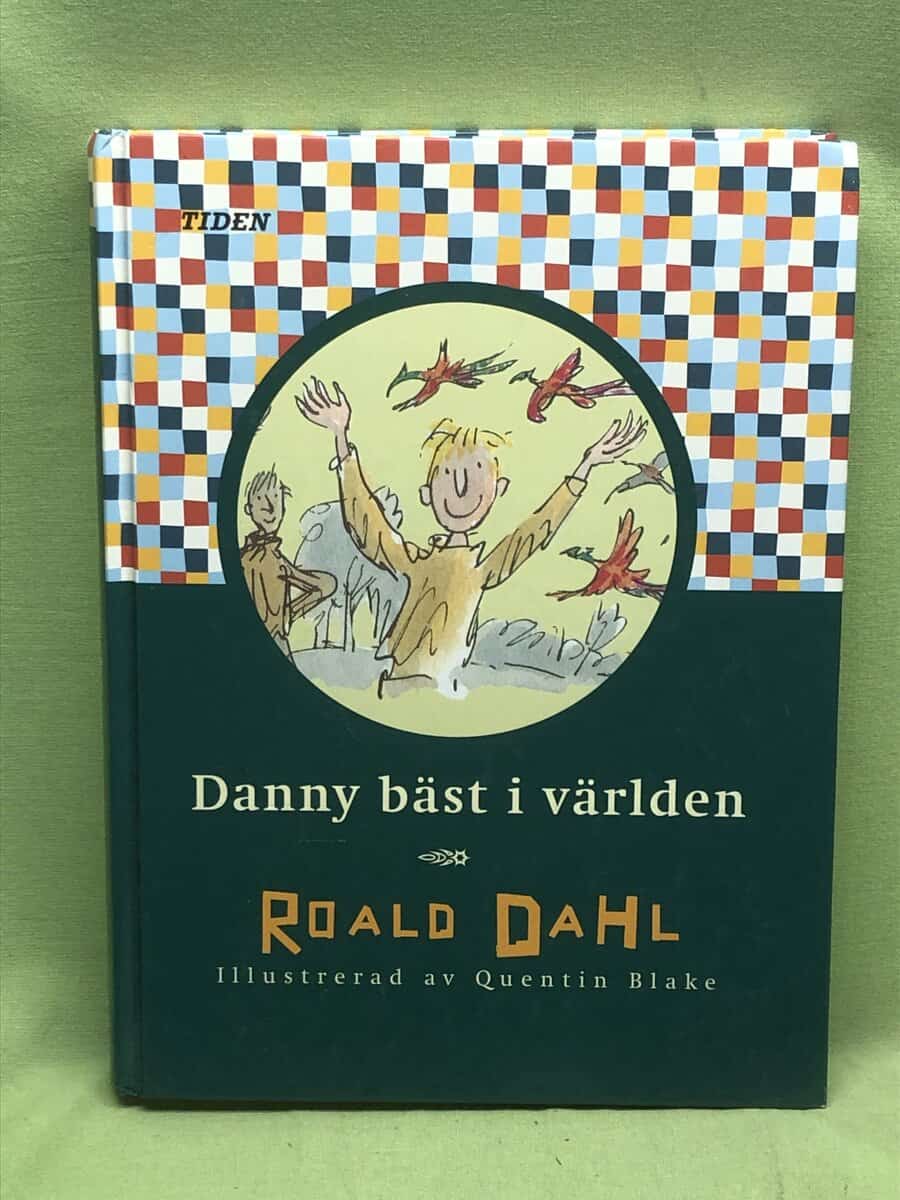 TIDEN
Danny bäst i världen
ROALD DAHL
Illustrerad av Quentin Blake